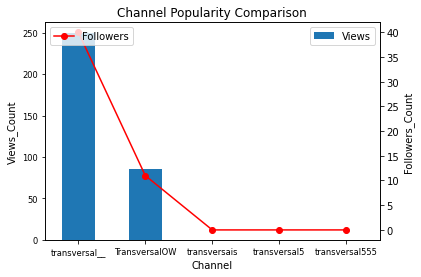 Channel Popularity Comparison
Followers
Views
250
200
150
100
50
0
Views_Count
40
35
30
25
20
15
10
5
0
Followers_Count
transversal__ TransversalOW transversais transversal5 transversal555
Channel